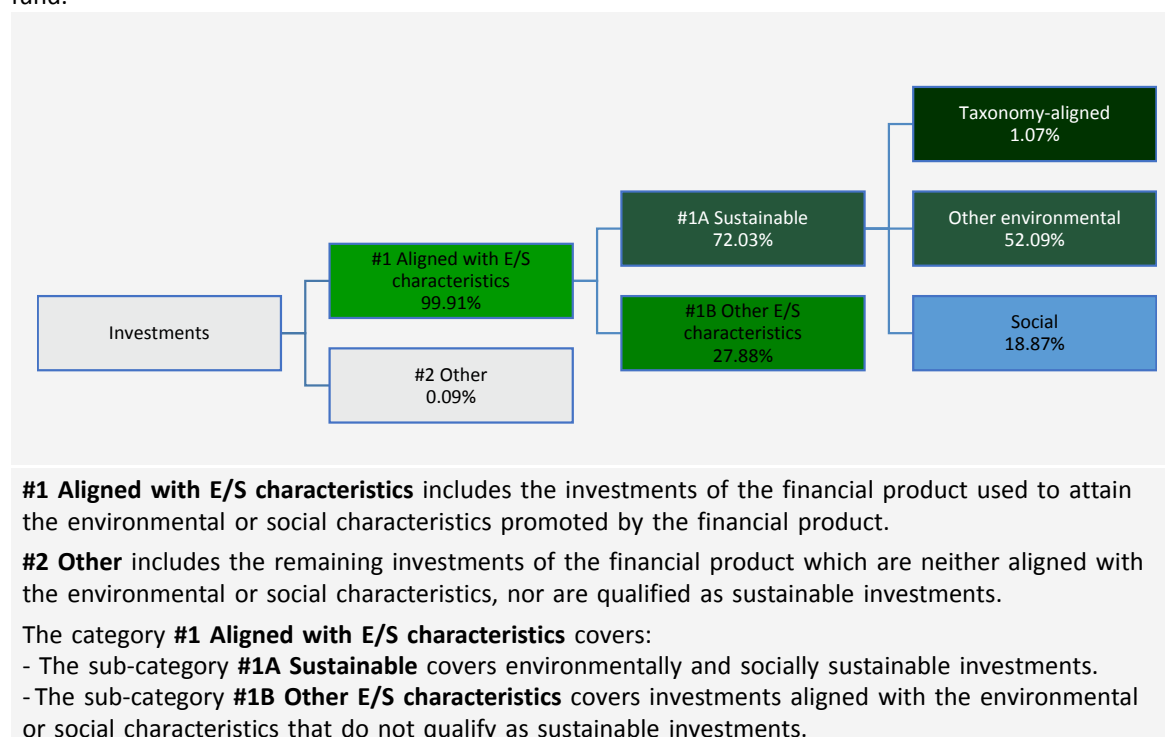 fund.
Taxonomy-aligned
1.07%
#1A Sustainable
72.03%
Other environmental
52.09%
#1 Aligned with E/S
characteristics
99.91%
Investments
#1B Other E/S
characteristics
27.88%
Social
18.87%
#2 Other
0.09%
#1 Aligned with E/S characteristics includes the investments of the financial product used to attain
the environmental or social characteristics promoted by the financial product.
#2 Other includes the remaining investments of the financial product which are neither aligned with
the environmental or social characteristics, nor are qualified as sustainable investments.
The category #1 Aligned with E/S characteristics covers:
- The sub-category #1A Sustainable covers environmentally and socially sustainable investments.
- The sub-category #1B Other E/S characteristics covers investments aligned with the environmental
or social characteristics that do not qualify as sustainable investments.